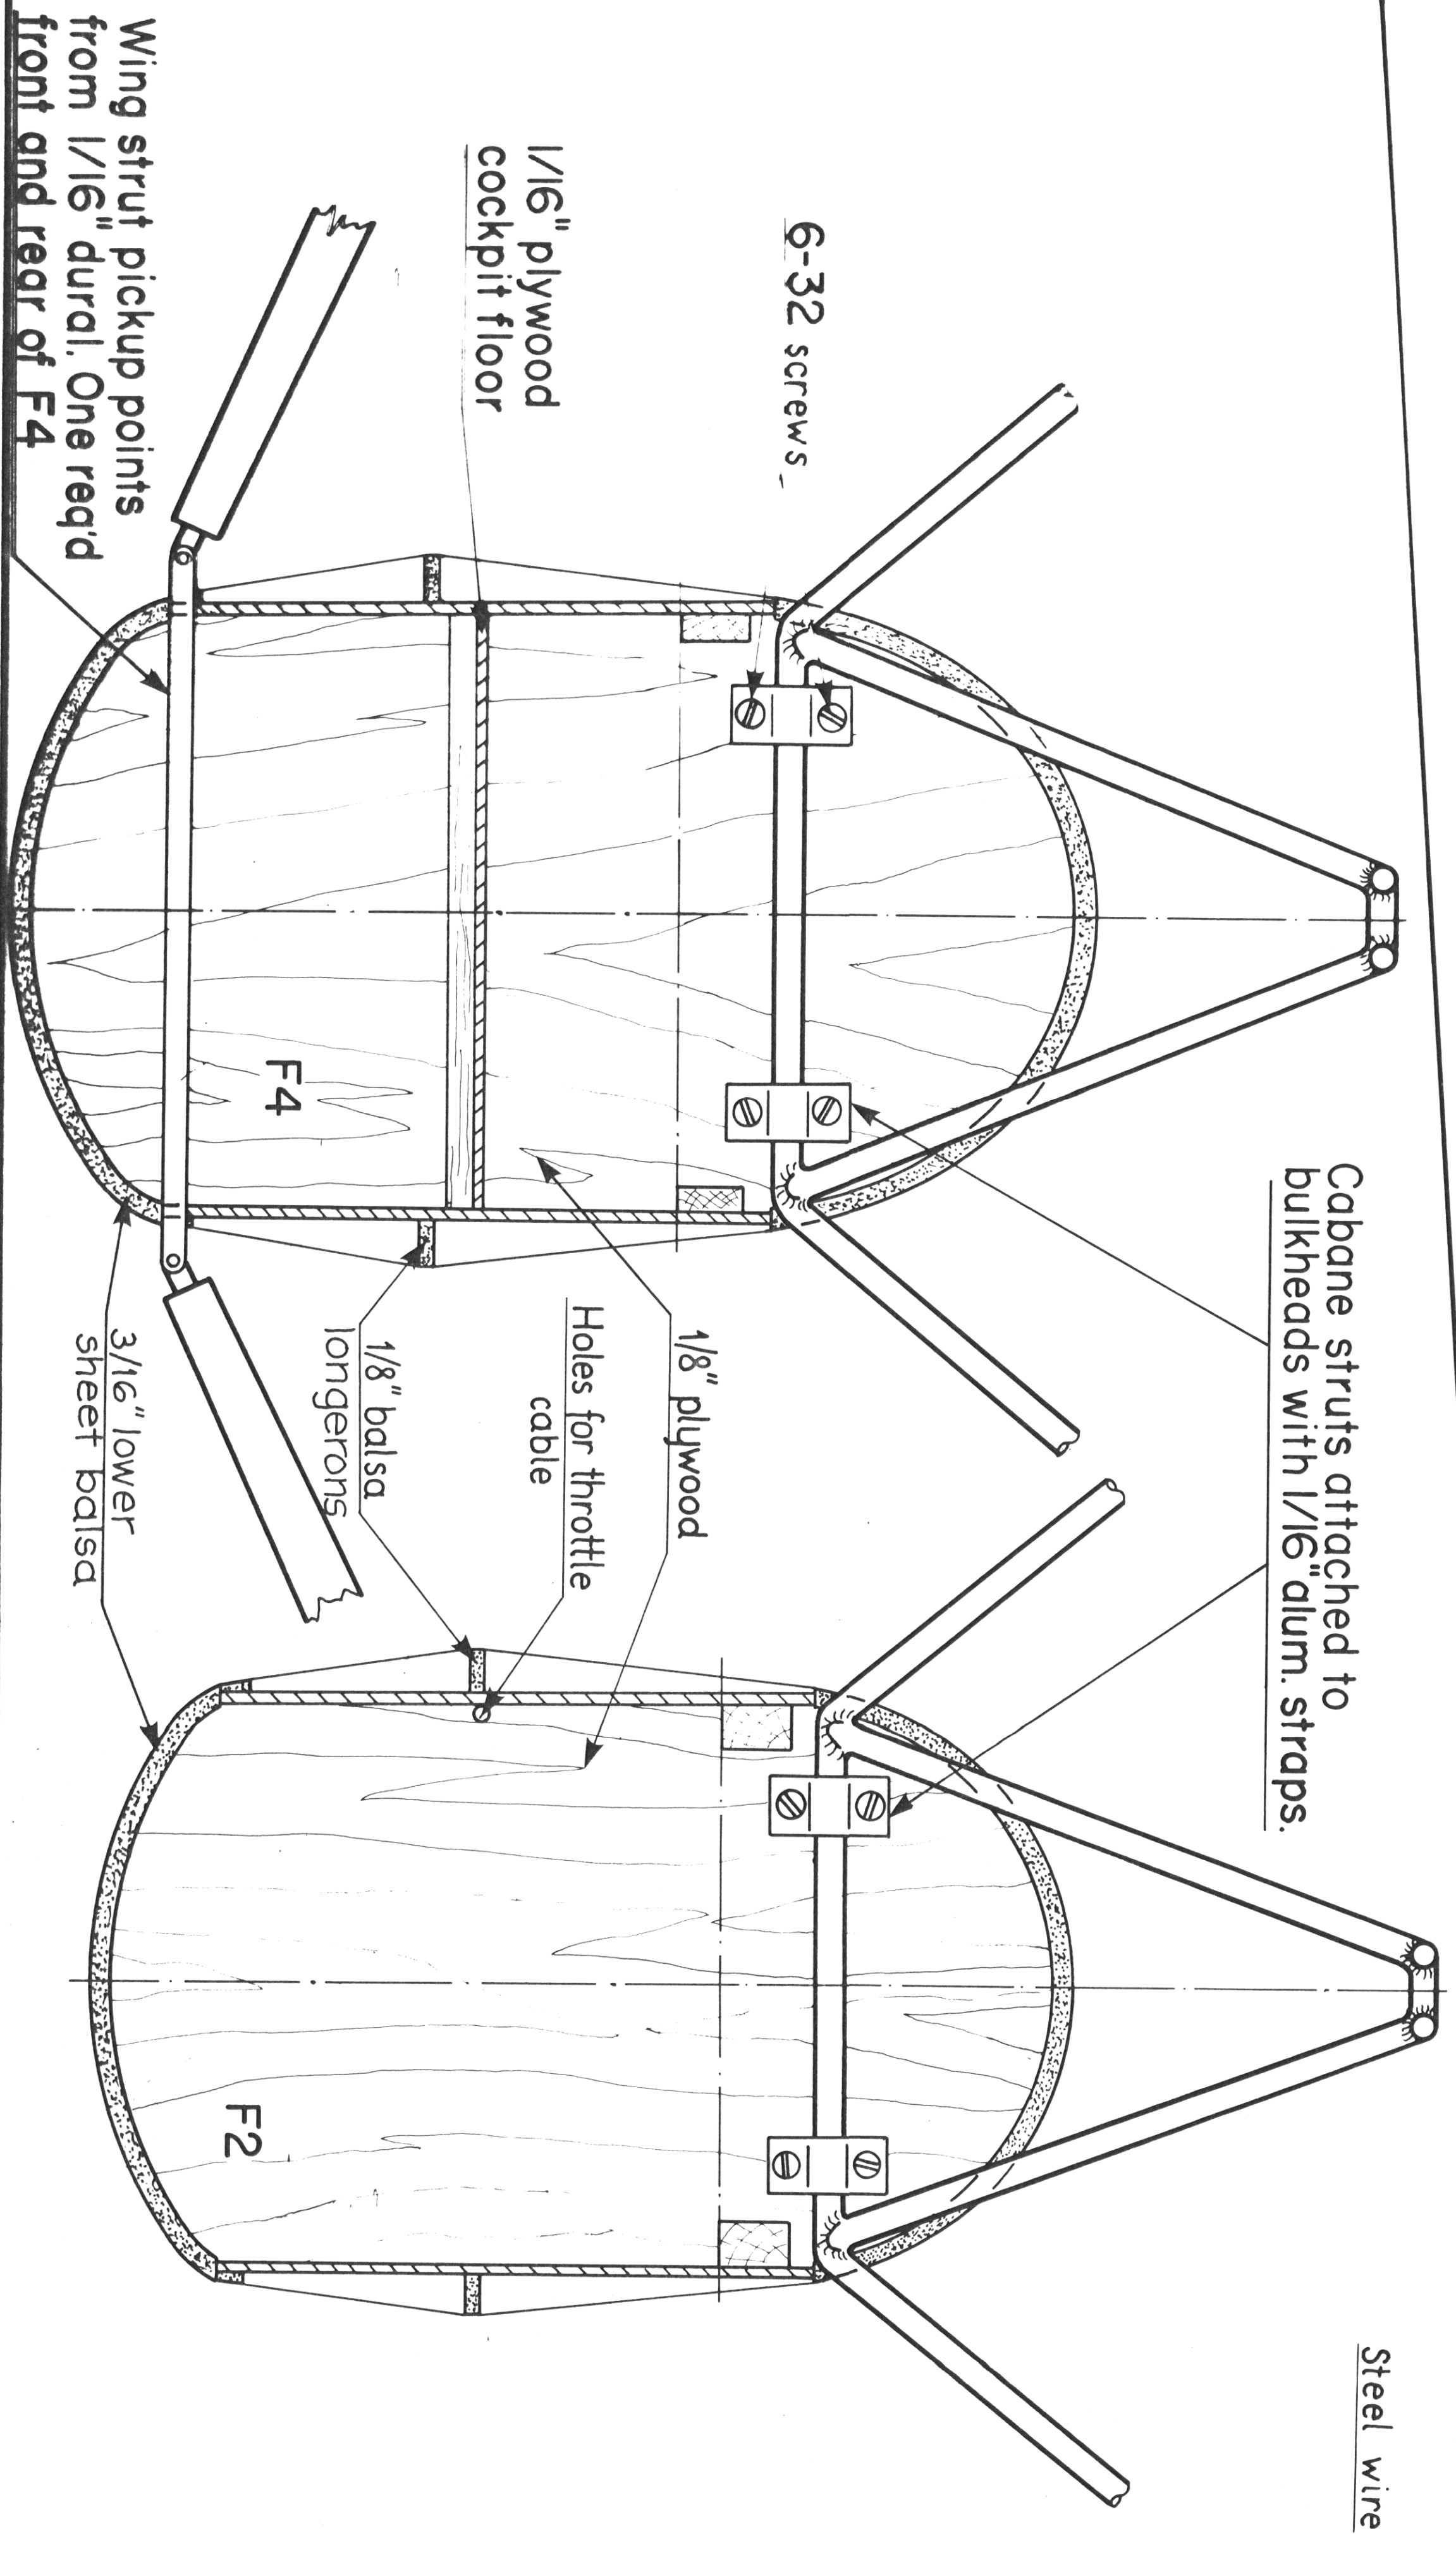 Cabane struts attached to
bulkheads with 1/16" alum. straps.
Steel wire
6-32 screws
1/16" plywood
cockpit floor
Wing strut pickup points
from 1/16" dural. One req'd
front and rear of F4
F4
1/8" plywood
Holes for throttle
cable
1/8" balsa
longerons
3/16" lower
sheet balsa
F2